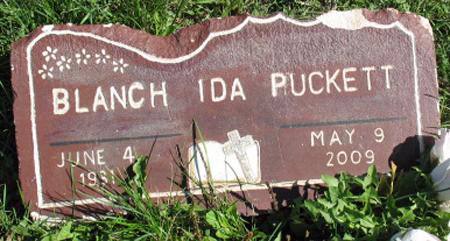 BLANCH IDA PUCKETT
JUNE 4
MAY 9
2009